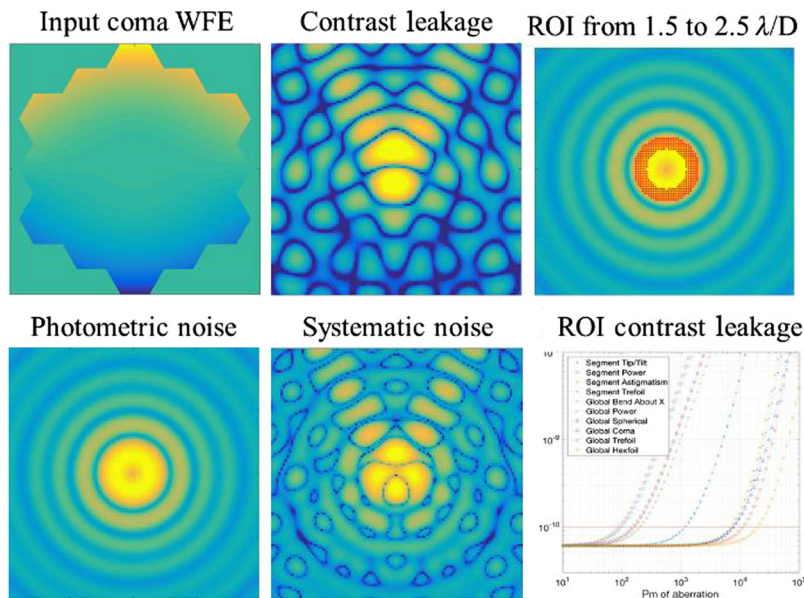 Input coma WFE
Contrast leakage
ROI from 1.5 to 2.5 λ/D
Photometric noise
Systematic noise
ROI contrast leakage
Segment Tip/Tilt
Segment Power
Segment Astigmatism
Segment Trefoil
Global Bend About X
Global Power
Global Spherical
Global Coma
Global Trefoil
Global Hexfoil
10⁻⁹
10⁻¹⁰
10¹
10²
10³
10⁴
Pm of aberration